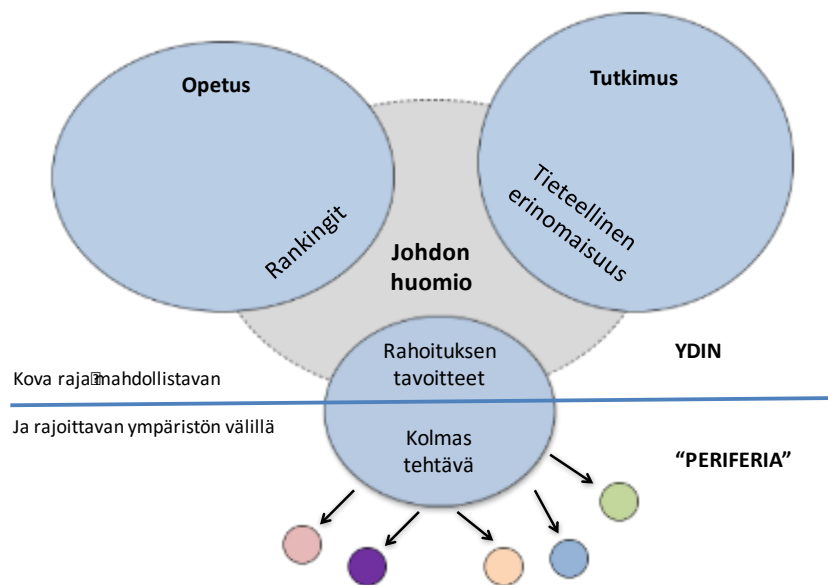 Opetus
Tutkimus
Rankingit
Tieteellinen
erinomaisuus
Johdon
huomio
Rahoituksen
tavoitteet
YDIN
Kova raja mahdollistavan
Ja rajoittavan ympäristön välillä
Kolmas
tehtävä
“PERIFERIA”